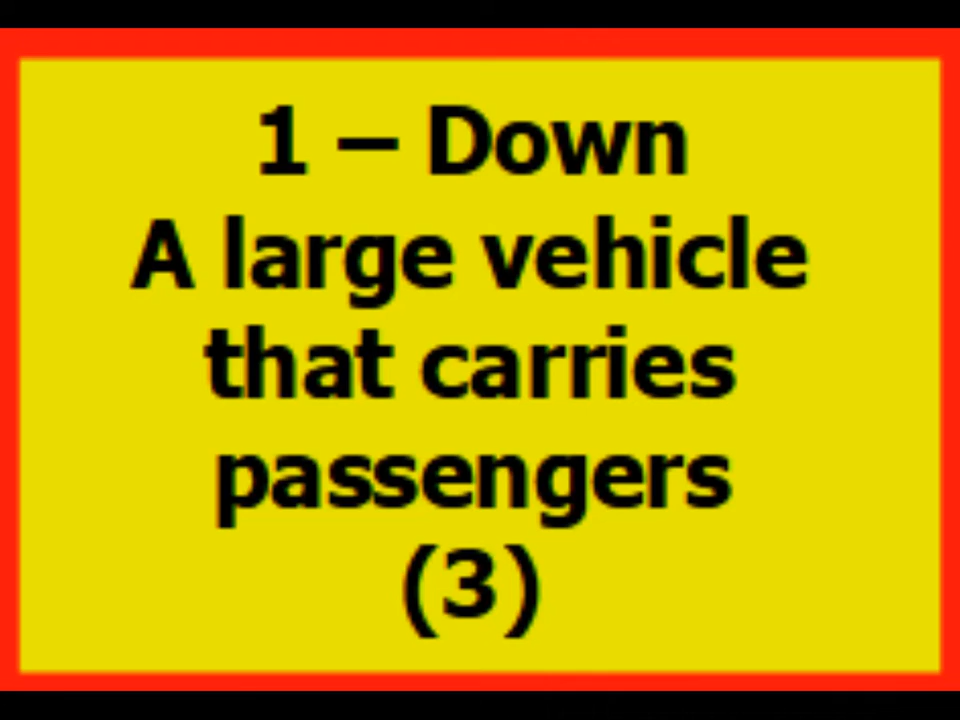 1 – Down
A large vehicle
that carries
passengers
(3)